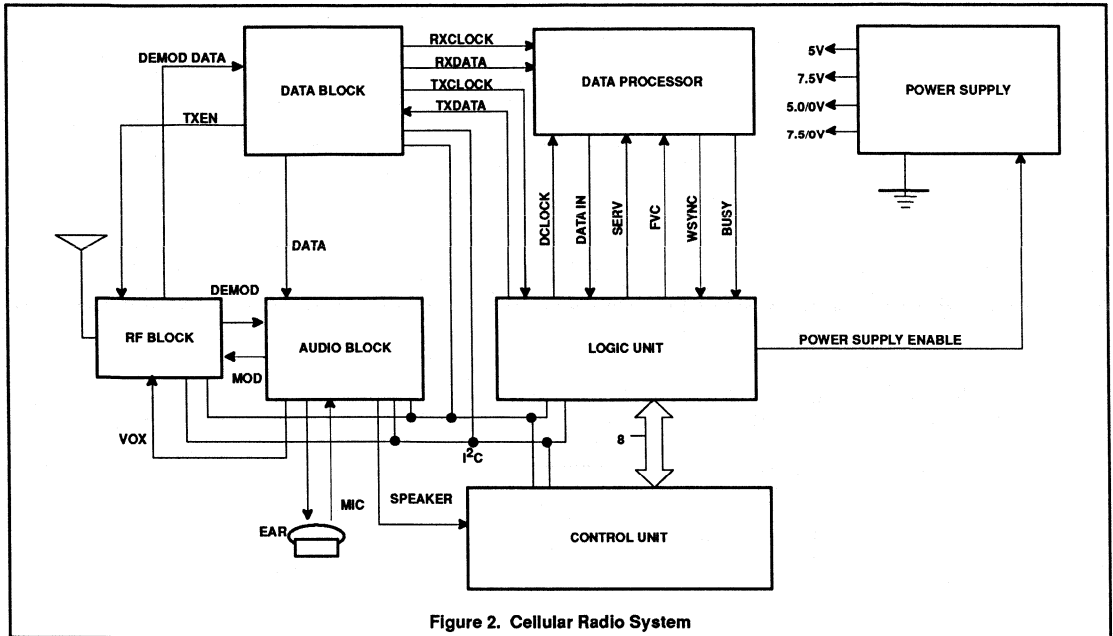 RXCLOCK
RXDATA
TXCLOCK
TXDATA
DEMOD DATA
TXEN
DATA BLOCK
DATA PROCESSOR
5V
7.5V
5.0/0V
7.5/0V
POWER SUPPLY
DATA
DCLOCK
DATA IN
SERV
FVC
WSYNC
BUSY
DEMOD
RF BLOCK
MOD
AUDIO BLOCK
LOGIC UNIT
POWER SUPPLY ENABLE
VOX
I²C
8
EAR
MIC
SPEAKER
CONTROL UNIT
Figure 2. Cellular Radio System